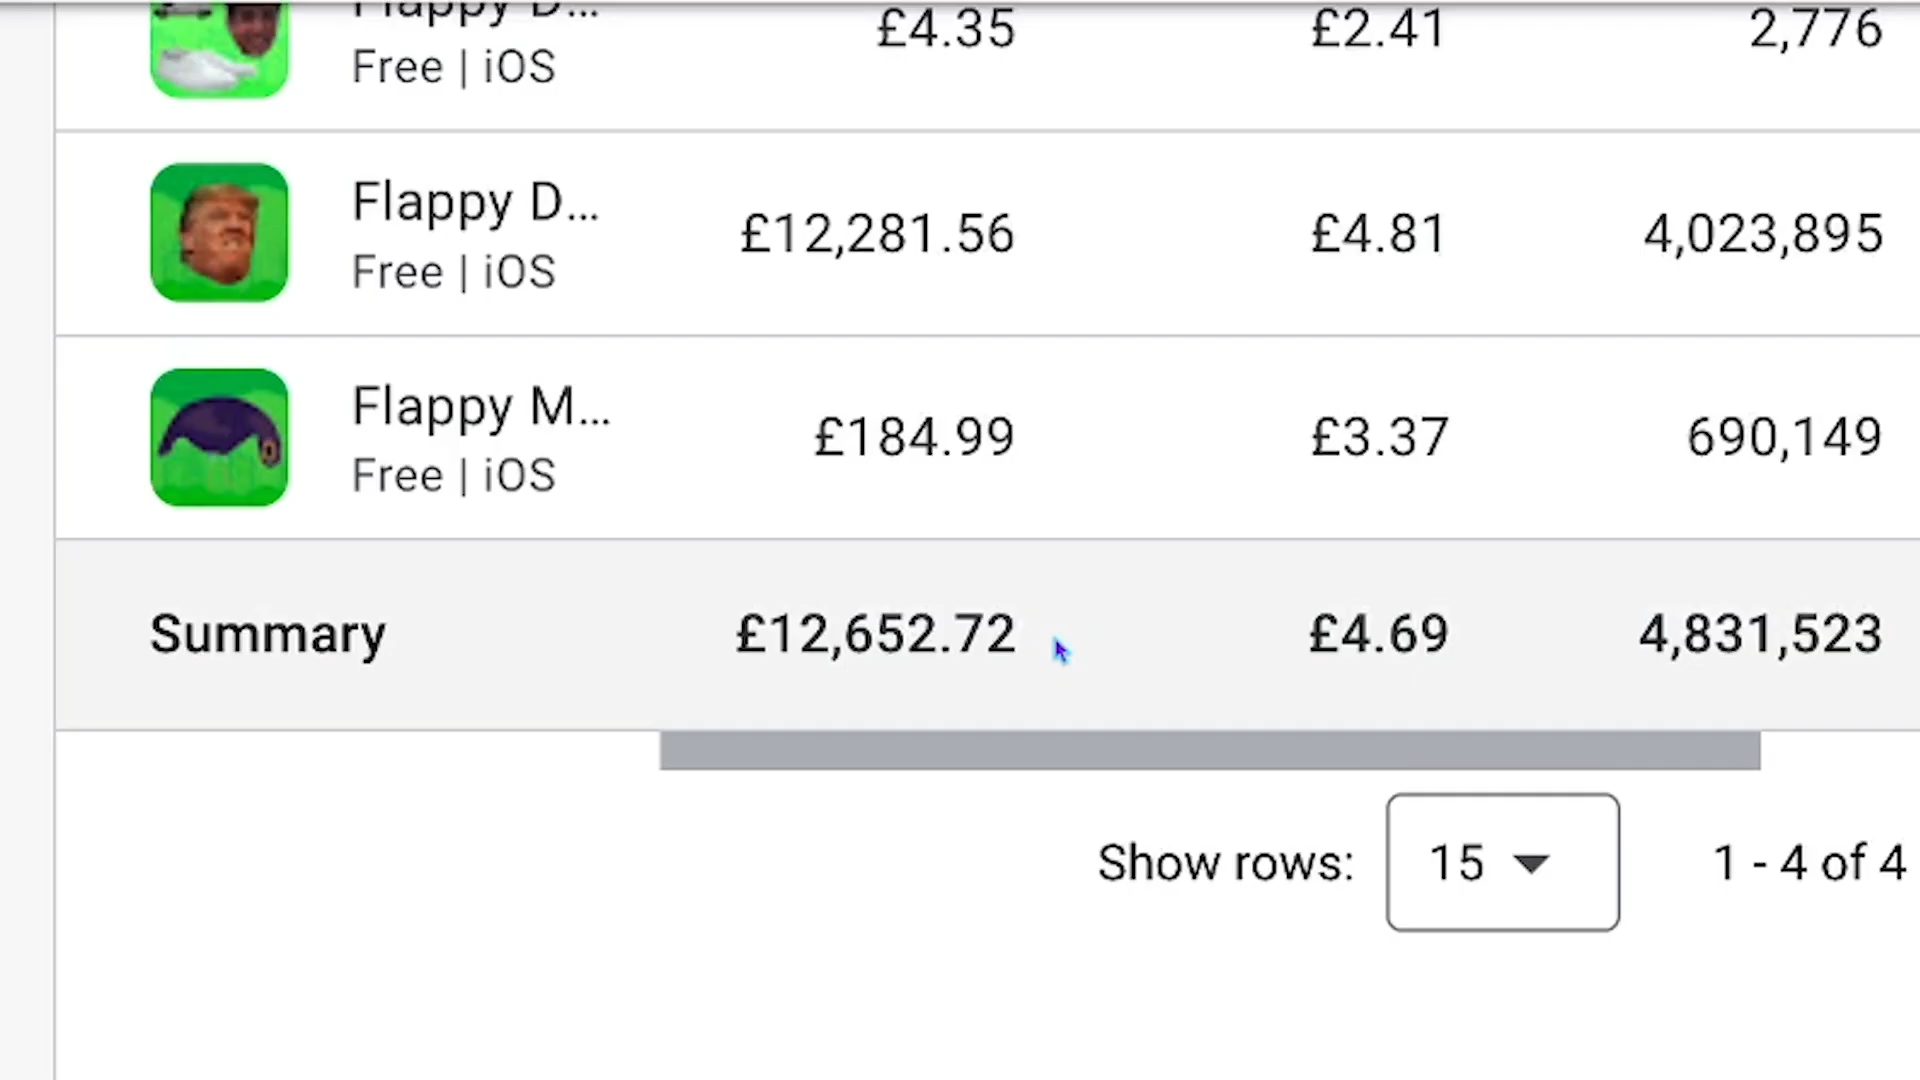 Flappy D... £4.35 £2.41 2,776
Free | iOS
Flappy D... £12,281.56 £4.81 4,023,895
Free | iOS
Flappy M... £184.99 £3.37 690,149
Free | iOS
Summary £12,652.72 £4.69 4,831,523
Show rows: 15 1 - 4 of 4